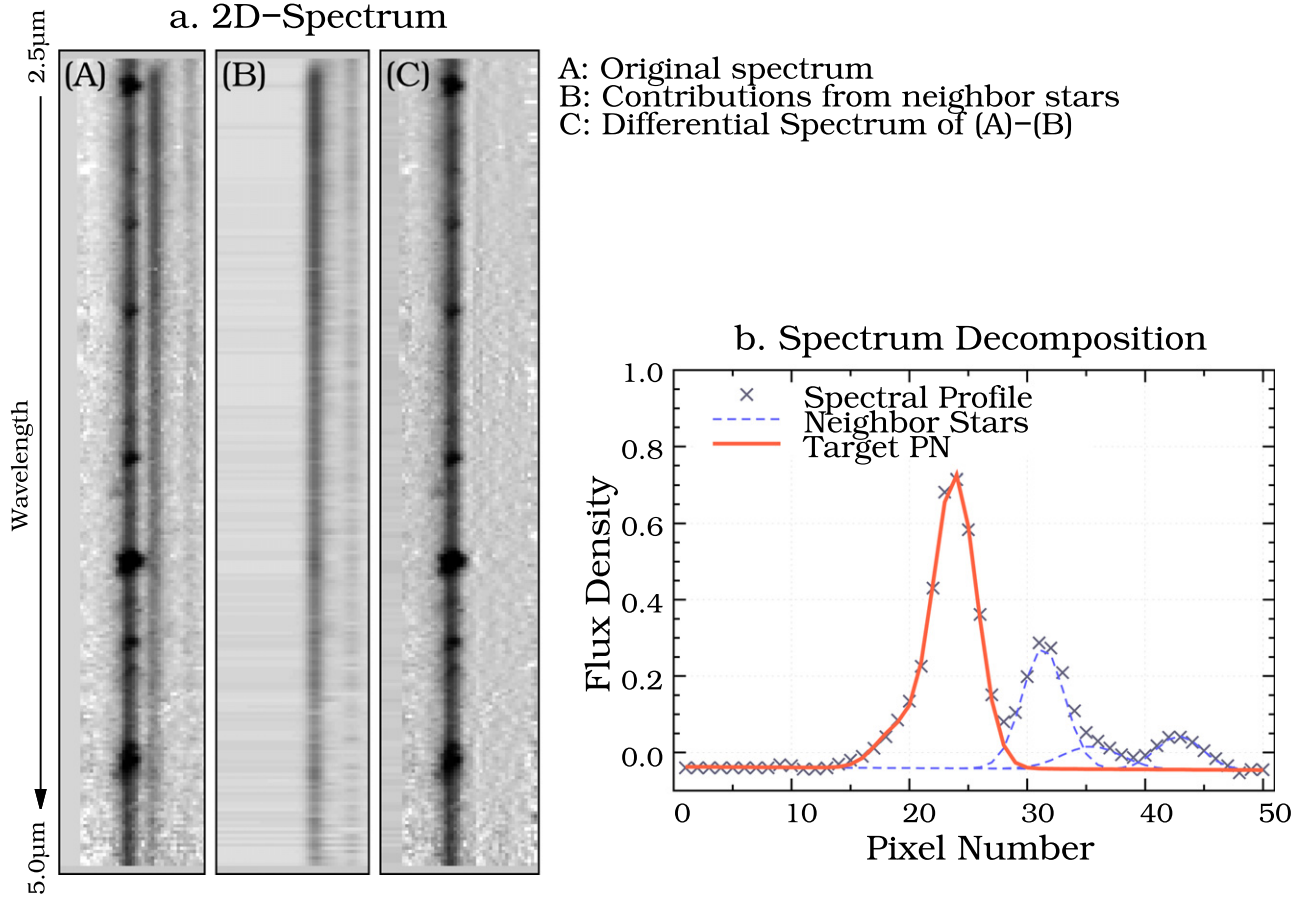 a. 2D−Spectrum
2.5μm
Wavelength
5.0μm
(A)
(B)
(C)
A: Original spectrum
B: Contributions from neighbor stars
C: Differential Spectrum of (A)−(B)
b. Spectrum Decomposition
Spectral Profile
Neighbor Stars
Target PN
Flux Density
1.0
0.8
0.6
0.4
0.2
0.0
0 10 20 30 40 50
Pixel Number